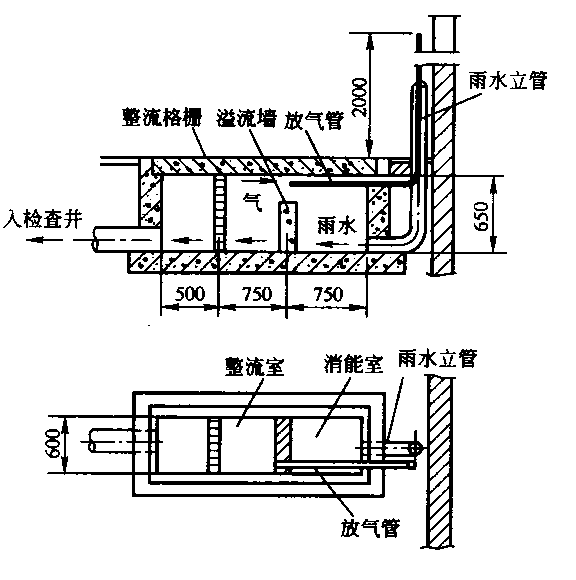 2000
雨水立管
整流格栅 溢流墙 放气管
气
入检查井
雨水
650
500 750 750
整流室 消能室 雨水立管
600
放气管